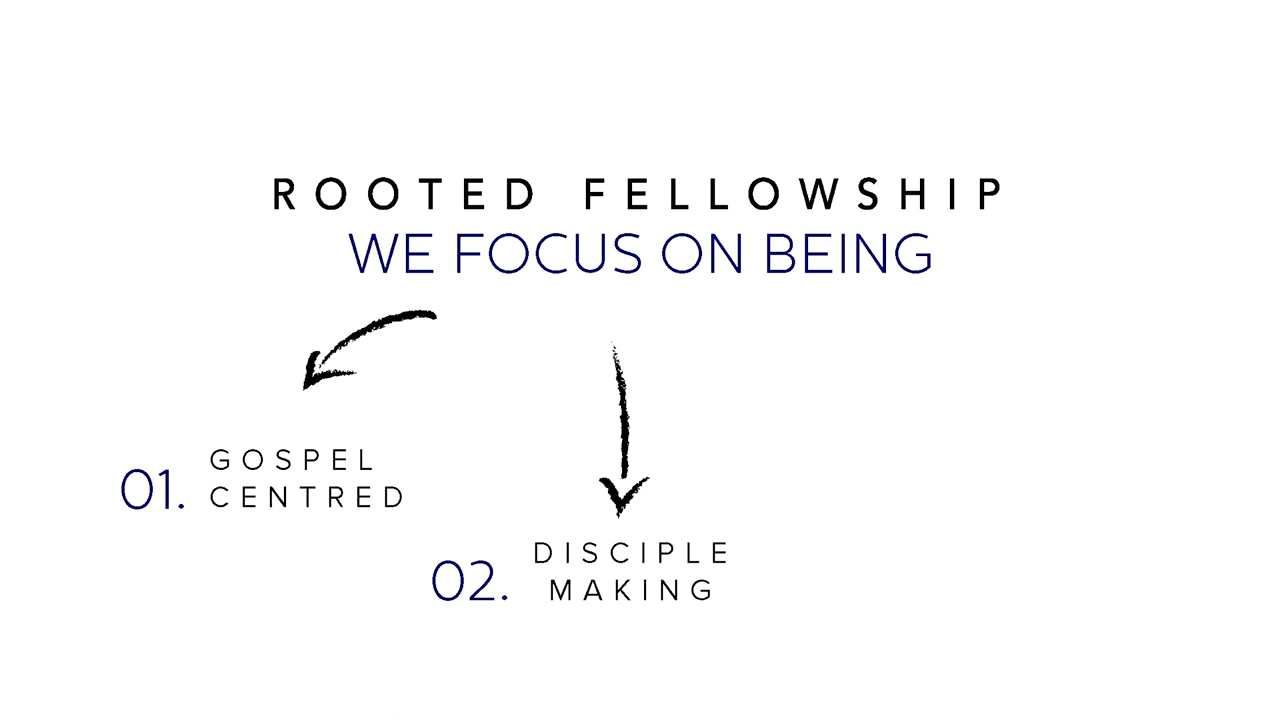 ROOTED FELLOWSHIP
WE FOCUS ON BEING
01. GOSPEL
CENTRED
02. DISCIPLE
MAKING